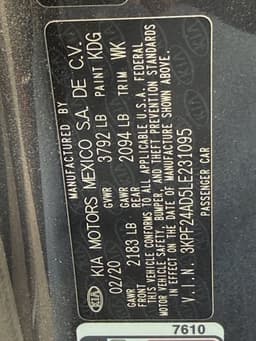 MANUFACTURED BY
KIA MOTORS MEXICO S.A. DE C.V.
02/20 GVWR 3792 LB PAINT KDG
GAWR FRONT 2183 LB GAWR REAR 2094 LB TRIM WK
THIS VEHICLE CONFORMS TO ALL APPLICABLE U.S.A. FEDERAL
MOTOR VEHICLE SAFETY, BUMPER, AND THEFT PREVENTION STANDARDS
IN EFFECT ON THE DATE OF MANUFACTURE SHOWN ABOVE.
V.I.N. 3KPF24AD5LE231095
PASSENGER CAR
KIA
7610